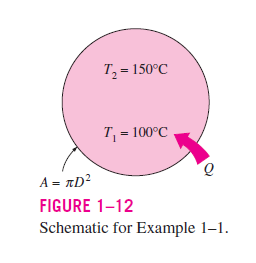 T₂ = 150°C
T₁ = 100°C
Q
A = πD²
FIGURE 1–12
Schematic for Example 1–1.